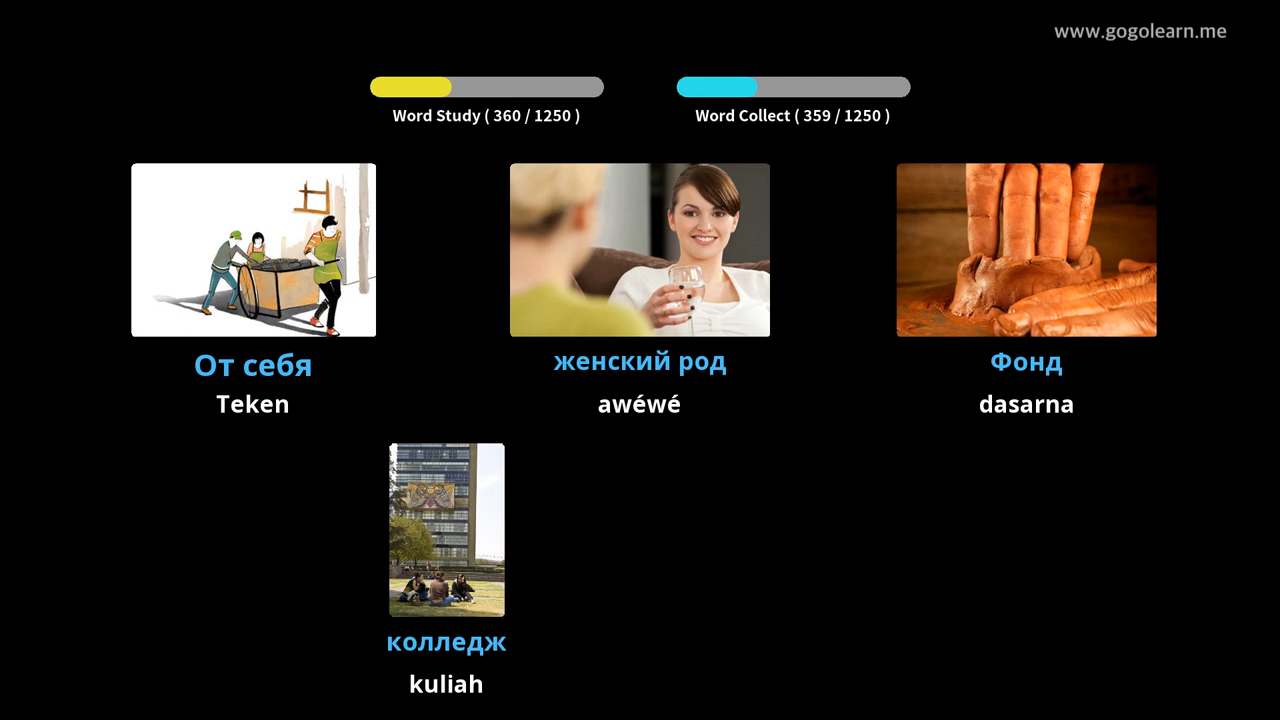 www.gogolearn.me
Word Study ( 360 / 1250 )
Word Collect ( 359 / 1250 )
От себя
женский род
Фонд
Teken
awéwé
dasarna
колледж
kuliah